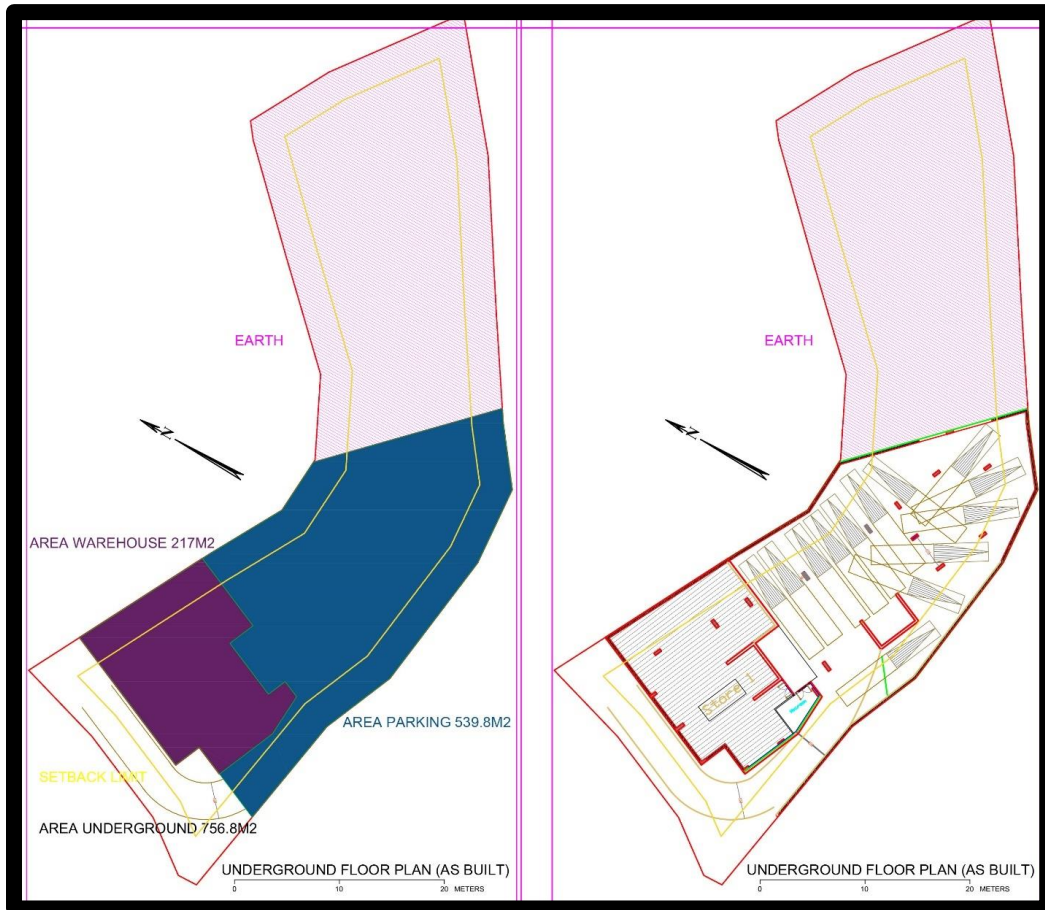 EARTH
N
AREA WAREHOUSE 217M2
AREA PARKING 539.8M2
SETBACK LIMIT
AREA UNDERGROUND 756.8M2
UNDERGROUND FLOOR PLAN (AS BUILT)
0 10 20 METERS
EARTH
N
Store 1
UNDERGROUND FLOOR PLAN (AS BUILT)
0 10 20 METERS